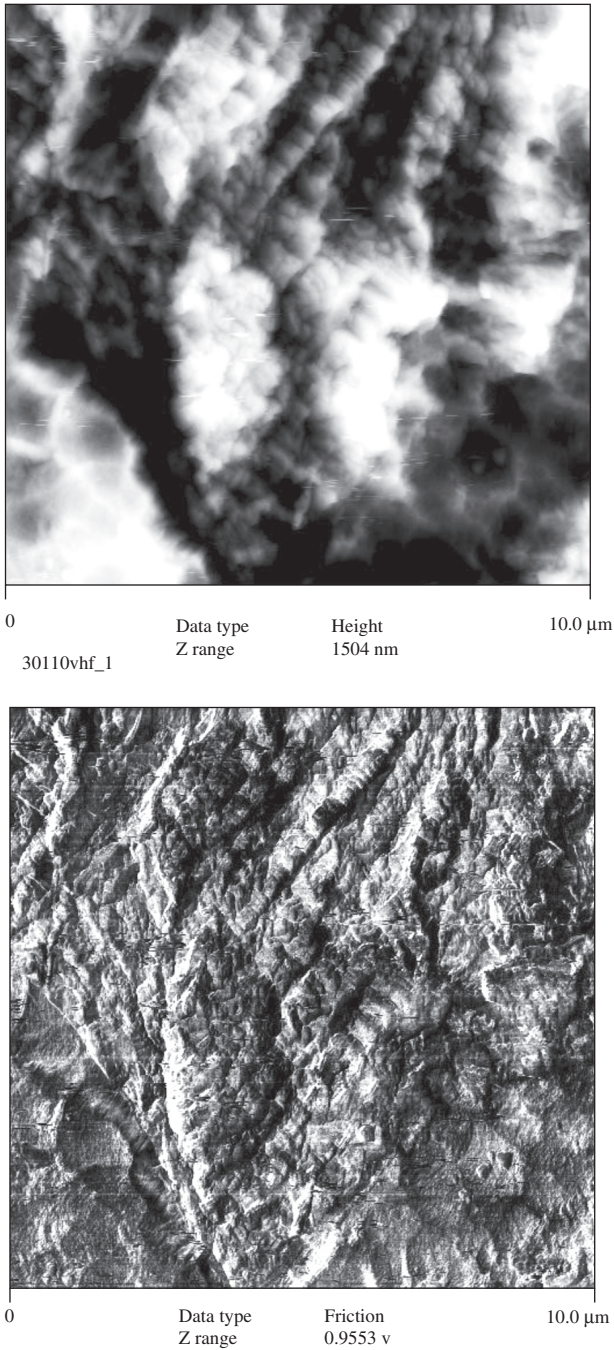 0 10.0 μm
Data type Height
Z range 1504 nm
30110vhf_1
0 10.0 μm
Data type Friction
Z range 0.9553 v